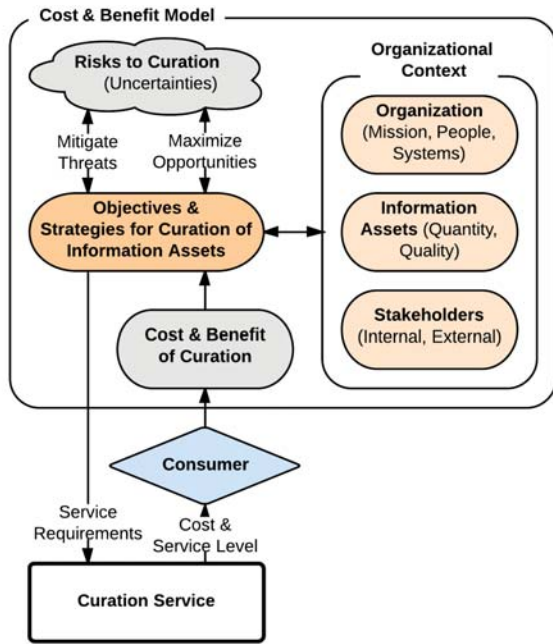 Cost & Benefit Model
Risks to Curation
(Uncertainties)
Mitigate
Threats
Maximize
Opportunities
Objectives &
Strategies for Curation of
Information Assets
Cost & Benefit
of Curation
Organizational
Context
Organization
(Mission, People,
Systems)
Information
Assets (Quantity,
Quality)
Stakeholders
(Internal, External)
Consumer
Service
Requirements
Cost &
Service Level
Curation Service